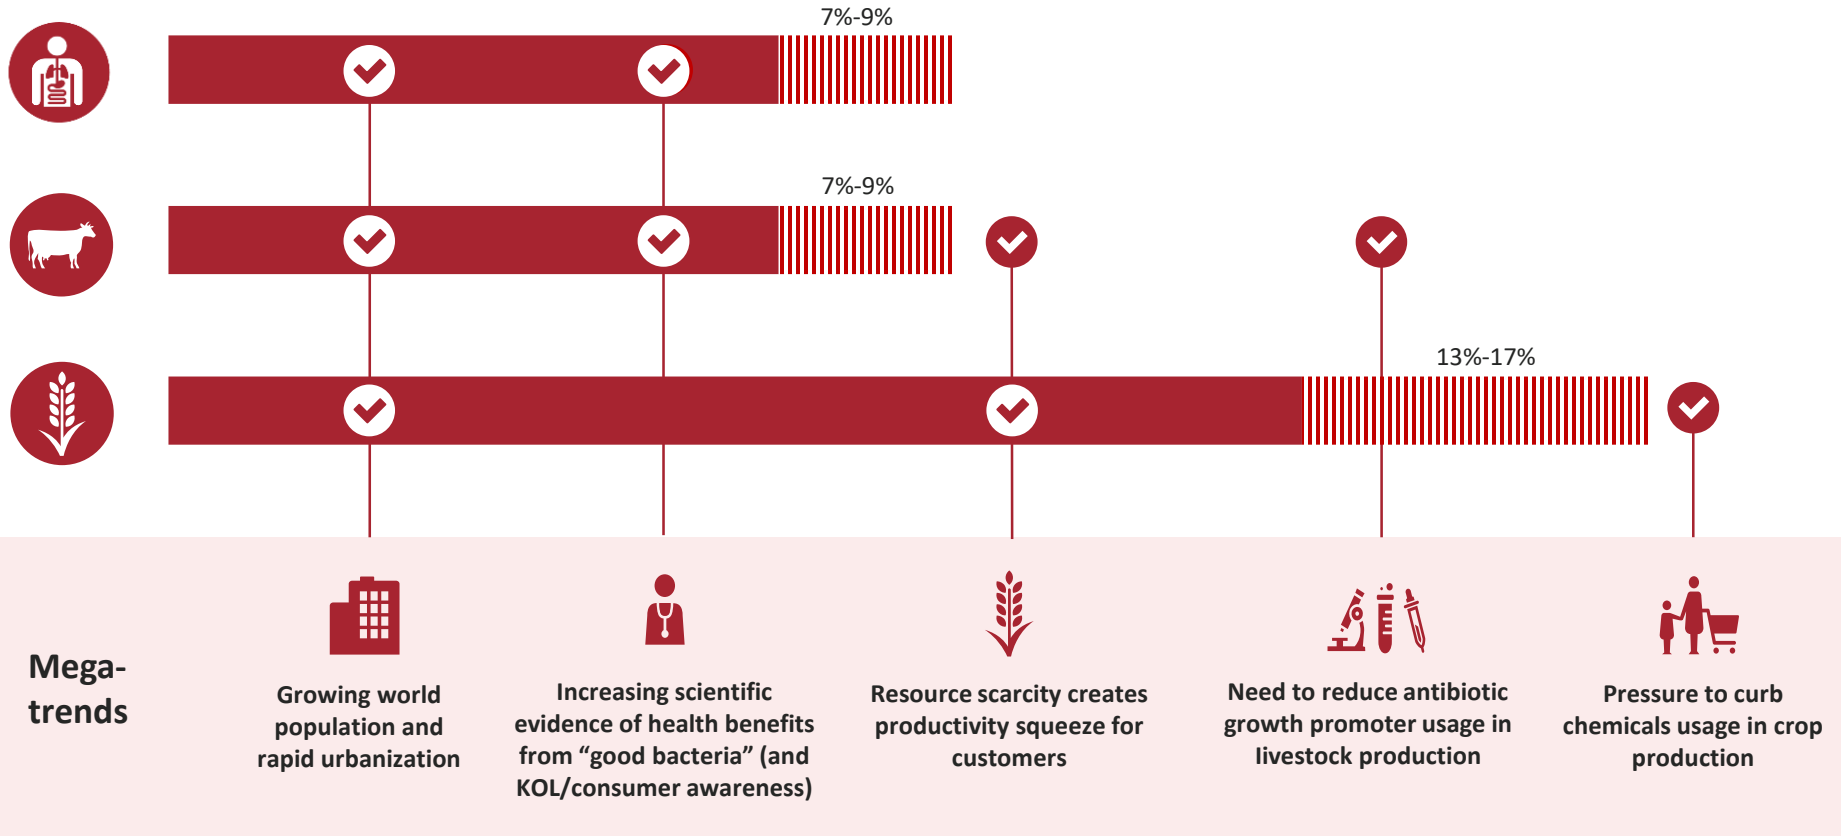 7%-9%
7%-9%
13%-17%
Mega-
trends
Growing world
population and
rapid urbanization
Increasing scientific
evidence of health benefits
from “good bacteria” (and
KOL/consumer awareness)
Resource scarcity creates
productivity squeeze for
customers
Need to reduce antibiotic
growth promoter usage in
livestock production
Pressure to curb
chemicals usage in crop
production